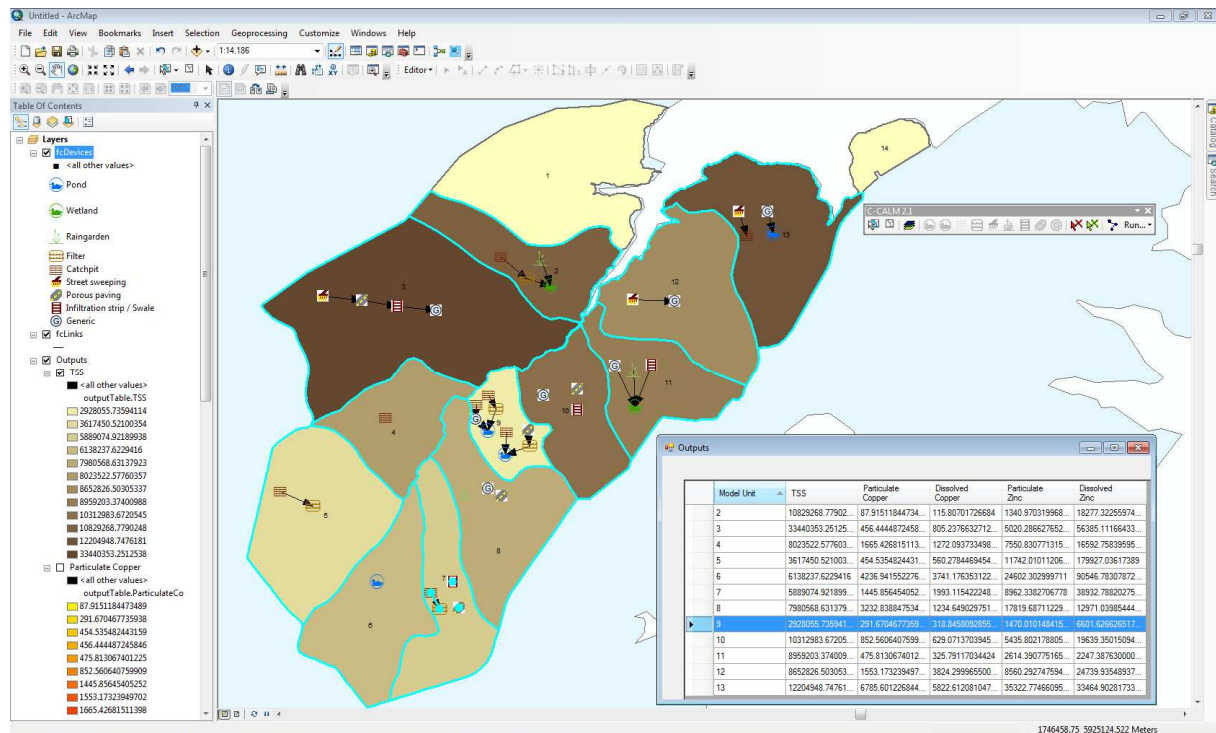 Untitled - ArcMap
File Edit View Bookmarks Insert Selection Geoprocessing Customize Windows Help
1:14,186
Editor
100%
Table Of Contents
Layers
fcDevices
<all other values>
Pond
Wetland
Raingarden
Filter
Catchpit
Street sweeping
Porous paving
Infiltration strip / Swale
Generic
fcLinks
Outputs
TSS
<all other values>
outputTable.TSS
2928055.73594114
3617450.52100354
5889074.92189938
6138237.6229416
7980568.63137923
8023522.57760357
8652826.50305337
8959203.37400988
10312983.6720545
10829268.7790248
12204948.7476181
33440353.2512538
Particulate Copper
<all other values>
outputTable.ParticulateCo
87.9151184473489
291.670467735938
454.535482443159
456.444487245846
475.813067401225
852.560640759909
1445.85645405252
1553.17323949702
1665.42681511398
1
14
13
2
3
12
11
10
9
4
5
8
7
6
C-CALM 2.1
Run...
Catalog
Search
Outputs
Model Unit TSS Particulate Copper Dissolved Copper Particulate Zinc Dissolved Zinc
2 10829268.77902... 87.91511844734... 115.80701726684 1340.970319968... 18277.32255974...
3 33440353.25125... 456.4444872458... 805.2376632712... 5020.286627652... 56385.11166433...
4 8023522.577603... 1665.426815113... 1272.093733498... 7550.830771315... 16592.75839595...
5 3617450.521003... 454.535482431... 560.2784469454... 11742.01011206... 179927.03617389
6 6138237.6229416 4236.941552276... 3741.176353122... 24602.302999711 90546.78307872...
7 5889074.921899... 1445.856454052... 1993.115422248... 8962.3382706778 38932.78820275...
8 7980568.631379... 3232.838847534... 1234.649029751... 17819.68711229... 12971.03985444...
9 2928055.735941... 291.6704677359... 318.8458092855... 1470.010148415... 6601.626626517...
10 10312983.67205... 852.5606407599... 629.0713703945... 5435.802178805... 19639.35015094...
11 8959203.374009... 475.8130674012... 325.79117034424 2614.390775165... 2247.387630000...
12 8652826.503053... 1553.173239497... 3824.299965500... 8560.292747594... 24739.93548937...
13 12204948.74761... 6785.601226844... 5822.612081047... 35322.77466095... 33464.90281733...
1746458.75 5925124.522 Meters